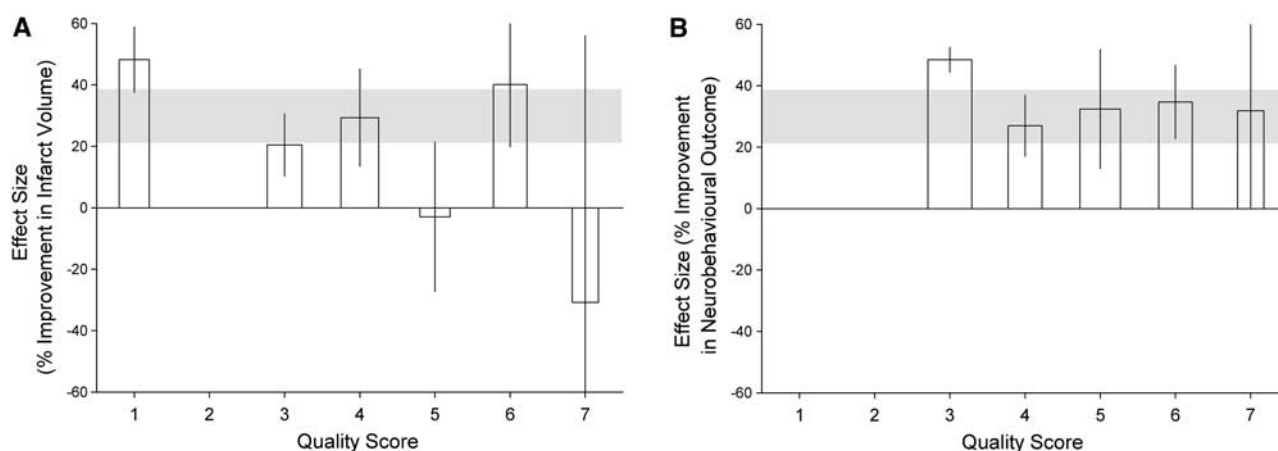 A
Effect Size
(% Improvement in Infarct Volume)
60
40
20
0
-20
-40
-60
1 2 3 4 5 6 7
Quality Score
B
Effect Size (% Improvement
in Neurobehavioural Outcome)
60
40
20
0
-20
-40
-60
1 2 3 4 5 6 7
Quality Score